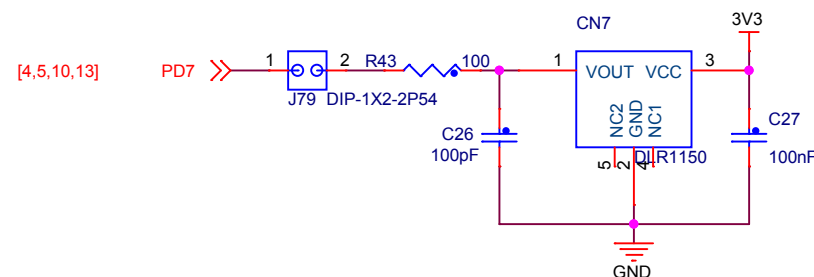 CN7
3V3
[4,5,10,13] PD7 1 2 R43 100 1 VOUT VCC 3
J79 DIP-1X2-2P54
C26
100pF
NC2 GND NC1
5 2 4 DLR1150
C27
100nF
GND